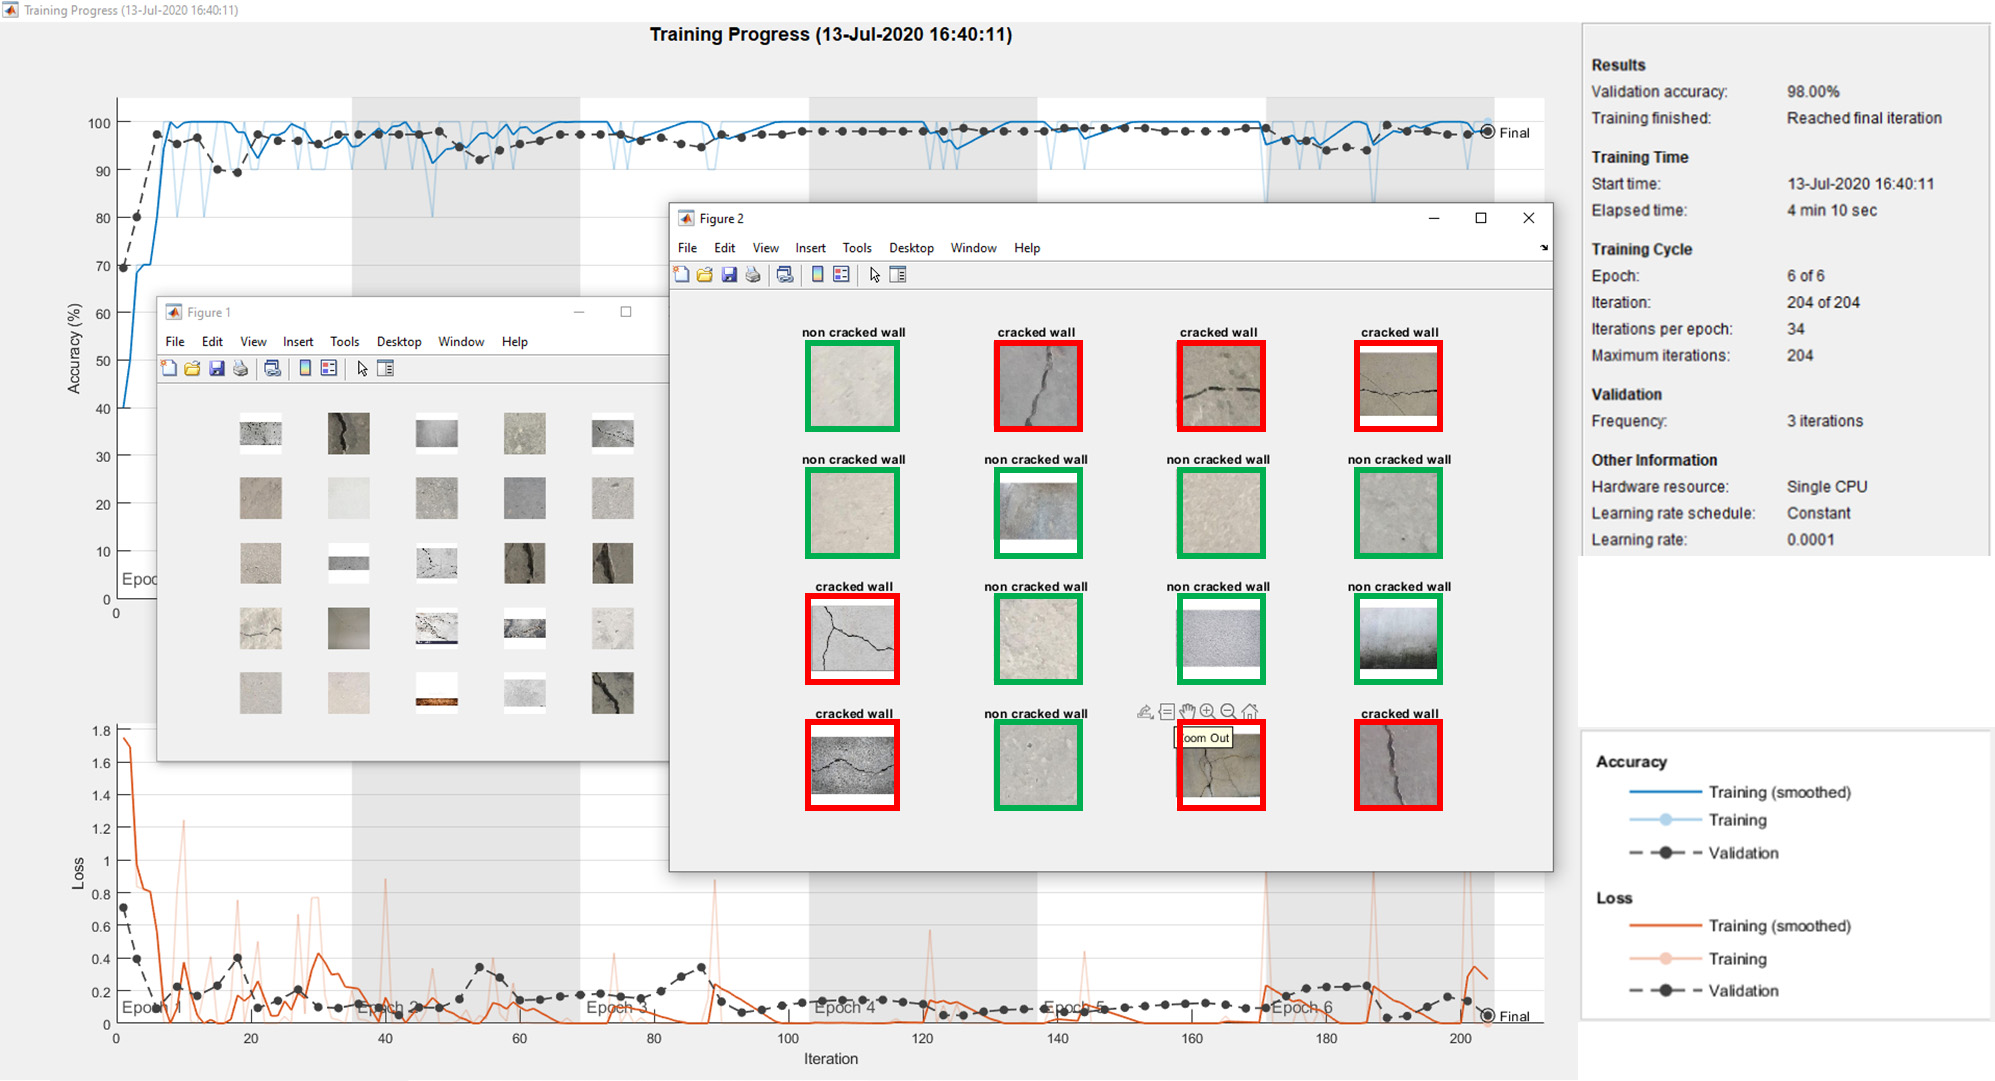 Training Progress (13-Jul-2020 16:40:11)
Training Progress (13-Jul-2020 16:40:11)
Accuracy (%)
100
90
80
70
60
50
40
30
20
10
0
0
Epoc
Final
Figure 1
File Edit View Insert Tools Desktop Window Help
Figure 2
File Edit View Insert Tools Desktop Window Help
non cracked wall cracked wall cracked wall cracked wall
non cracked wall non cracked wall non cracked wall non cracked wall
cracked wall non cracked wall non cracked wall non cracked wall
cracked wall non cracked wall cracked wall
oom Out
Loss
1.8
1.6
1.4
1.2
1
0.8
0.6
0.4
0.2
0
Epoch 1 Epoch 2 Epoch 3 Epoch 4 Epoch 5 Epoch 6
Final
0 20 40 60 80 100 120 140 160 180 200
Iteration
Results
Validation accuracy: 98.00%
Training finished: Reached final iteration
Training Time
Start time: 13-Jul-2020 16:40:11
Elapsed time: 4 min 10 sec
Training Cycle
Epoch: 6 of 6
Iteration: 204 of 204
Iterations per epoch: 34
Maximum iterations: 204
Validation
Frequency: 3 iterations
Other Information
Hardware resource: Single CPU
Learning rate schedule: Constant
Learning rate: 0.0001
Accuracy
Training (smoothed)
Training
Validation
Loss
Training (smoothed)
Training
Validation